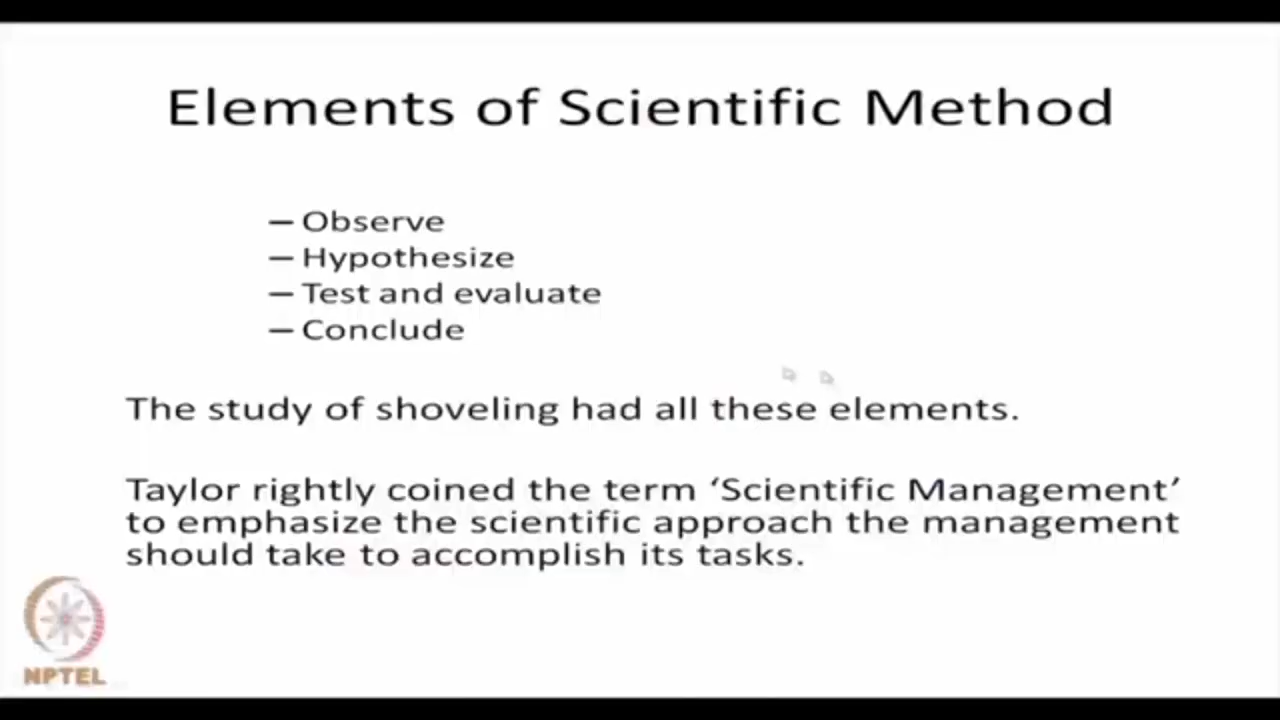 Elements of Scientific Method
– Observe
– Hypothesize
– Test and evaluate
– Conclude
The study of shoveling had all these elements.
Taylor rightly coined the term ‘Scientific Management’
to emphasize the scientific approach the management
should take to accomplish its tasks.
NPTEL